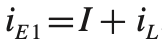 i_{E1} = I + i_L